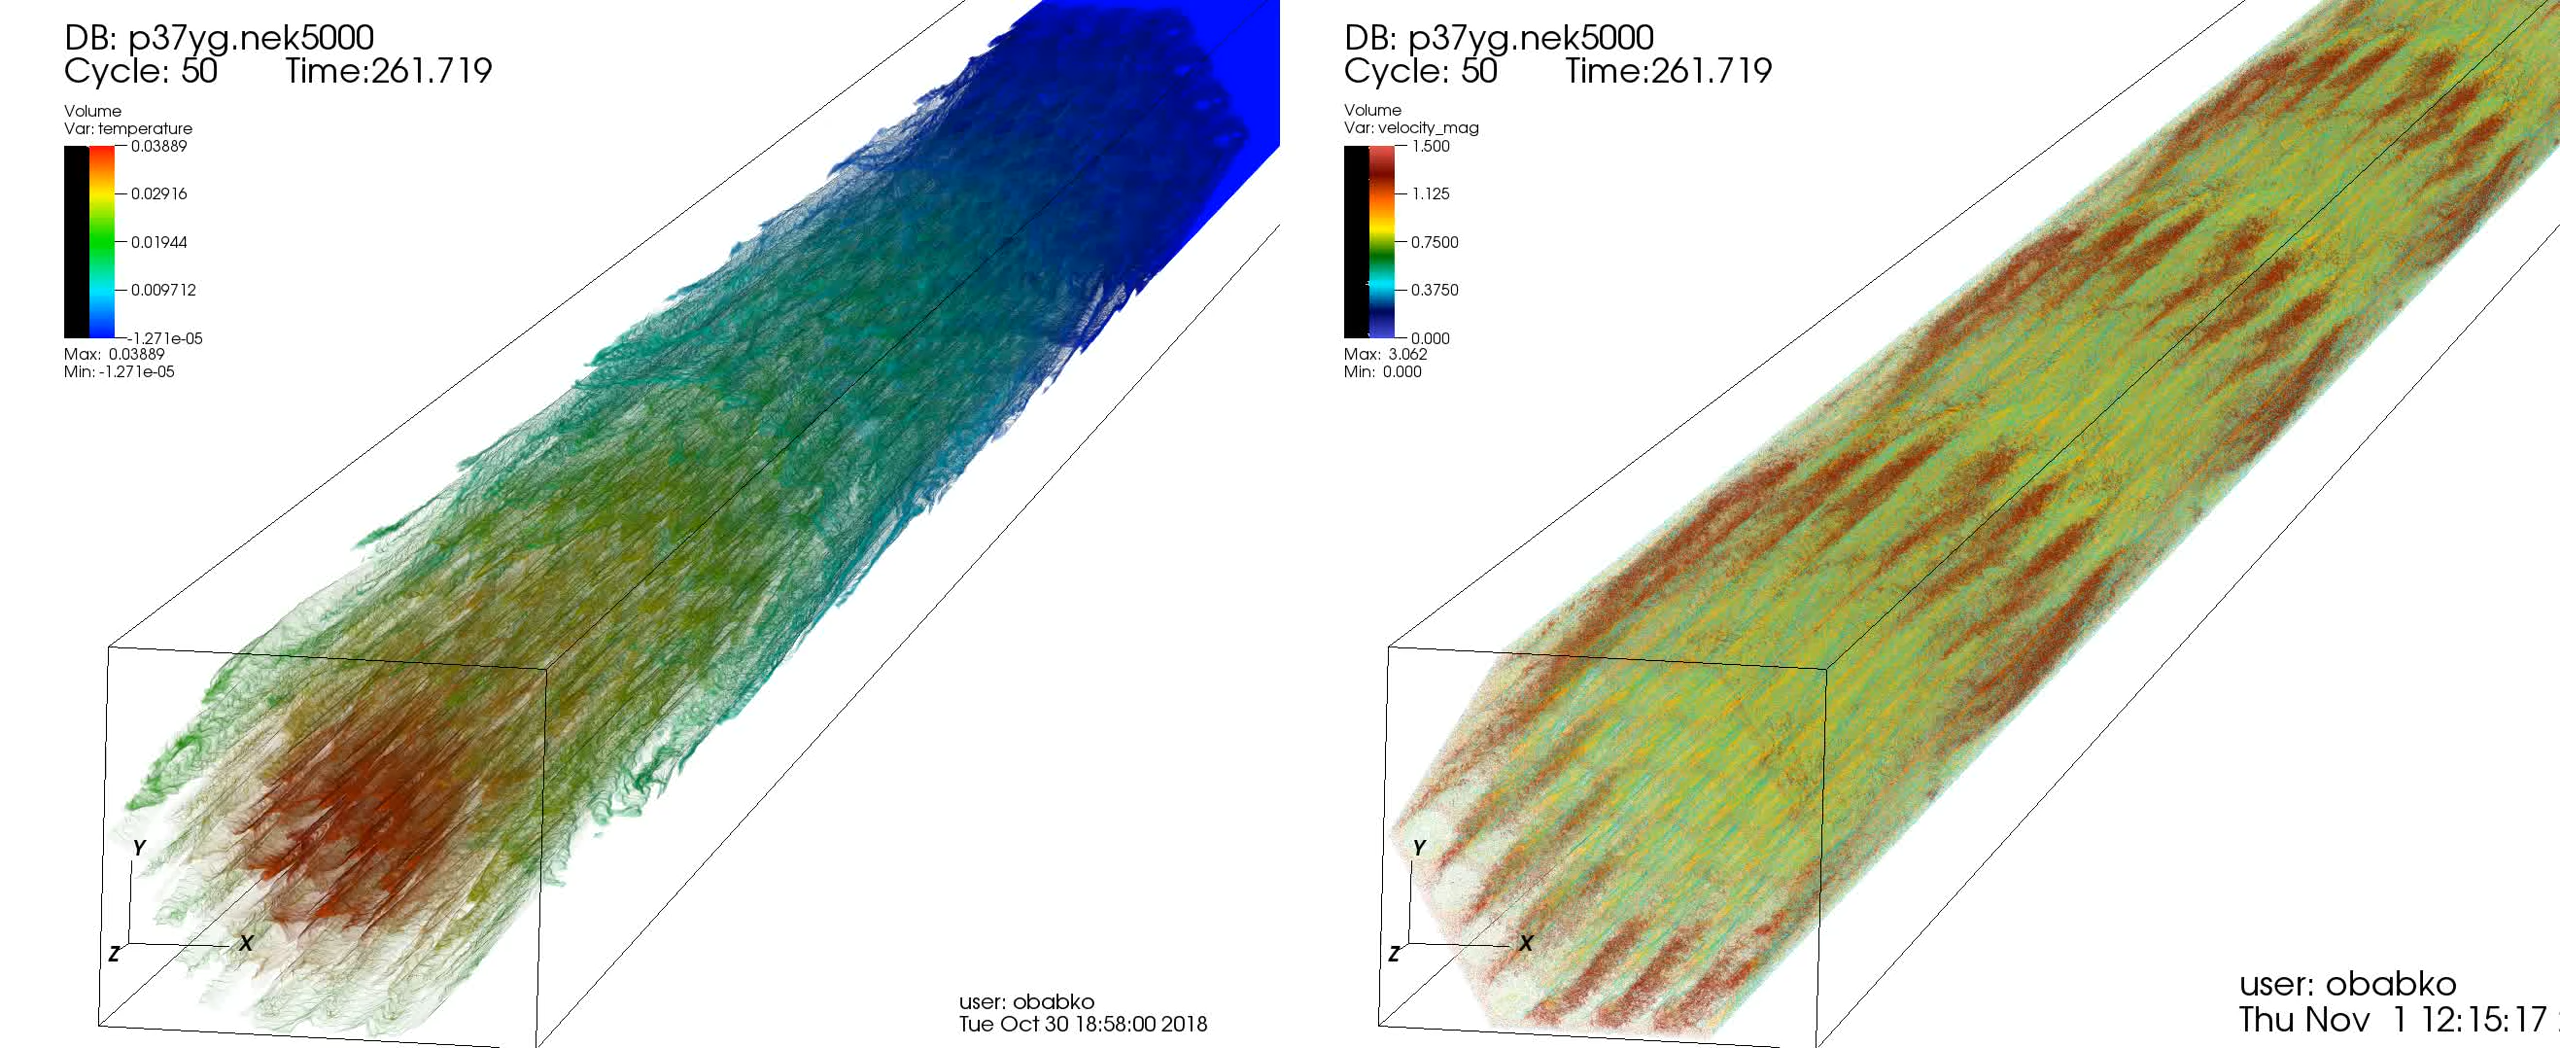 DB: p37yg.nek5000
Cycle: 50 Time:261.719
Volume
Var: temperature
0.03889
0.02916
0.01944
0.009712
-1.271e-05
Max: 0.03889
Min: -1.271e-05
Y
Z
X
user: obabko
Tue Oct 30 18:58:00 2018
DB: p37yg.nek5000
Cycle: 50 Time:261.719
Volume
Var: velocity_mag
1.500
1.125
0.7500
0.3750
0.000
Max: 3.062
Min: 0.000
Y
Z
X
user: obabko
Thu Nov 1 12:15:17